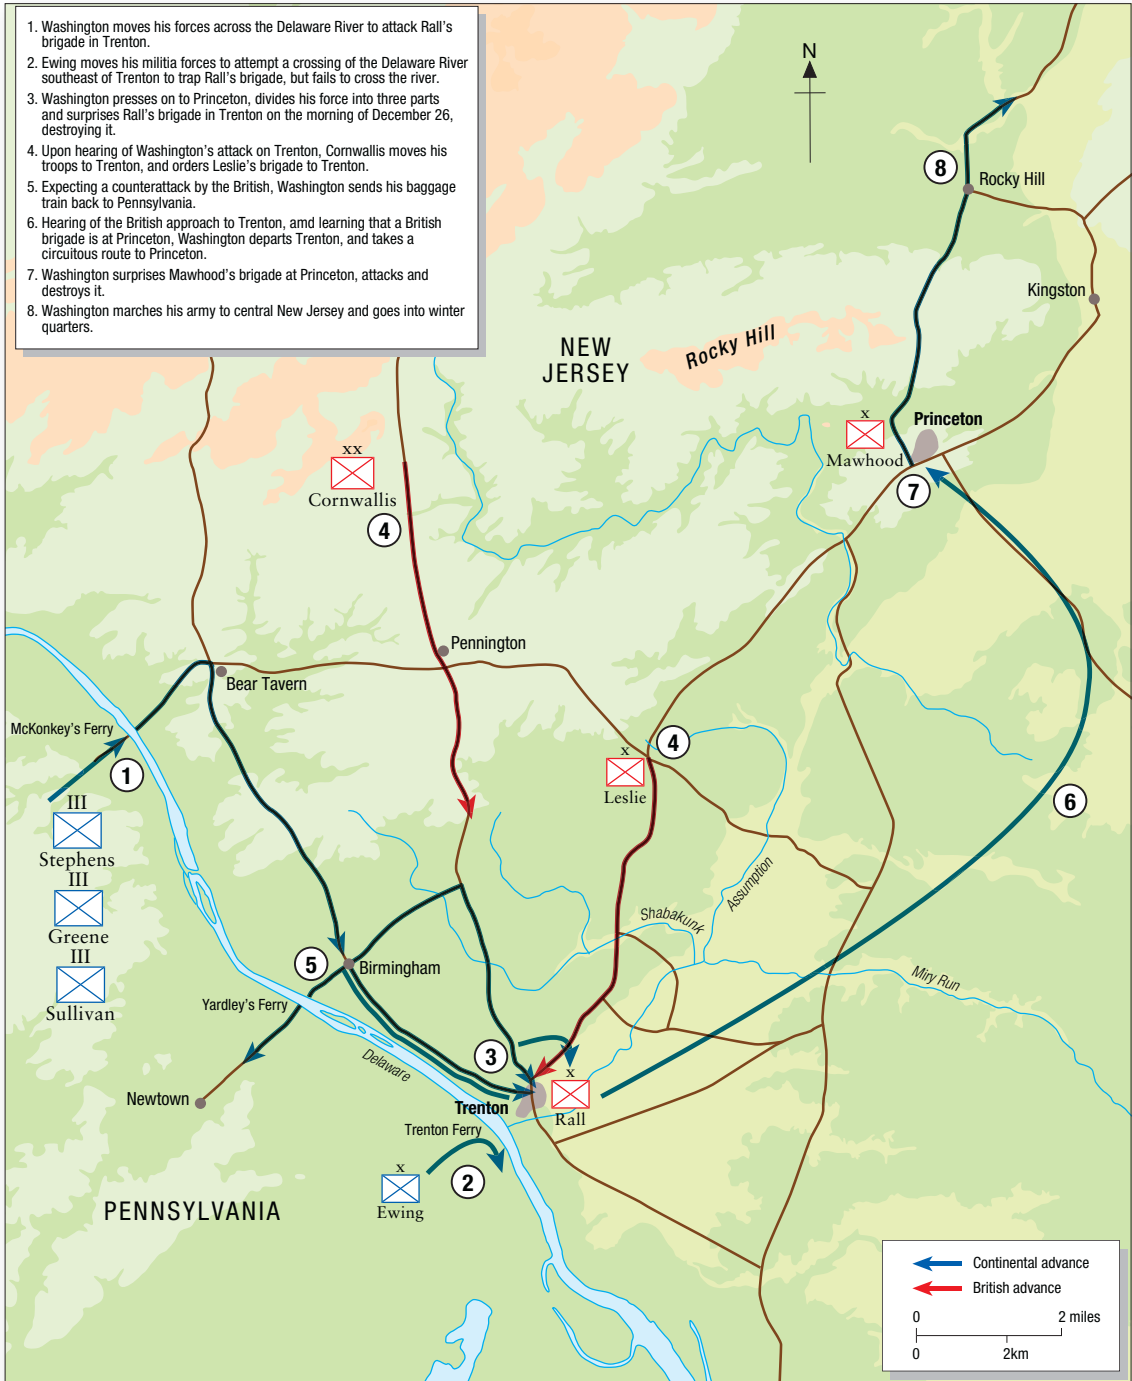 1. Washington moves his forces across the Delaware River to attack Rall's
brigade in Trenton.
2. Ewing moves his militia forces to attempt a crossing of the Delaware River
southeast of Trenton to trap Rall's brigade, but fails to cross the river.
3. Washington presses on to Princeton, divides his force into three parts
and surprises Rall's brigade in Trenton on the morning of December 26,
destroying it.
4. Upon hearing of Washington's attack on Trenton, Cornwallis moves his
troops to Trenton, and orders Leslie's brigade to Trenton.
5. Expecting a counterattack by the British, Washington sends his baggage
train back to Pennsylvania.
6. Hearing of the British approach to Trenton, amd learning that a British
brigade is at Princeton, Washington departs Trenton, and takes a
circuitous route to Princeton.
7. Washington surprises Mawhood's brigade at Princeton, attacks and
destroys it.
8. Washington marches his army to central New Jersey and goes into winter
quarters.
N
8
Rocky Hill
Kingston
NEW
JERSEY
Rocky Hill
x
Mawhood
Princeton
7
xx
Cornwallis
4
Pennington
Bear Tavern
McKonkey's Ferry
1
4
x
Leslie
6
III
Stephens
III
Greene
III
Sullivan
Assumption
Shabakunk
Miry Run
5
Birmingham
Yardley's Ferry
Delaware
3
x
Rall
Newtown
Trenton
Trenton Ferry
2
x
Ewing
PENNSYLVANIA
Continental advance
British advance
0 2 miles
0 2km